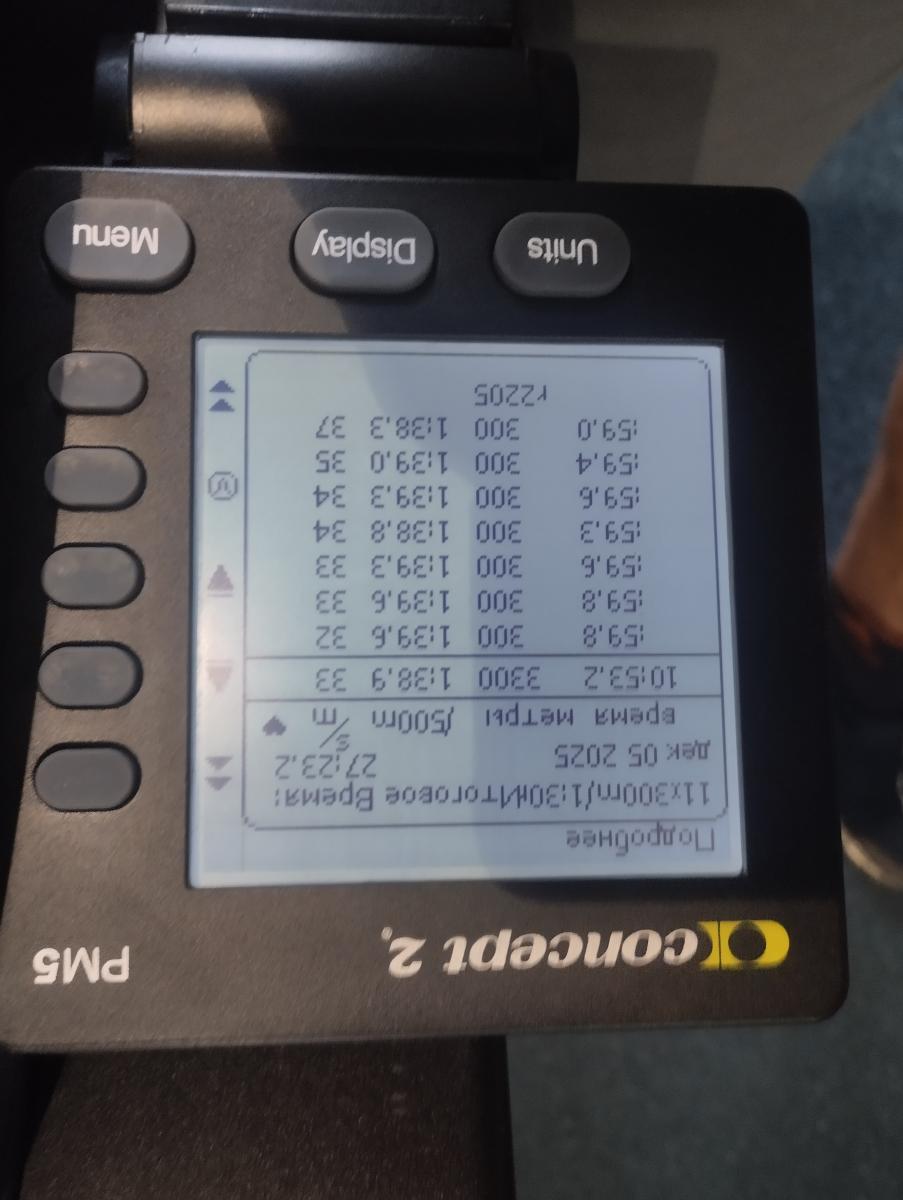 concept 2
PM5
Подробнее
11x300m/1:30г Итоговое Время:
дек 05 2025 27:23.2
время метры /500m s/m
10:53.2 3300 1:38.9 33
:59.8 300 1:39.6 32
:59.8 300 1:39.6 33
:59.6 300 1:39.3 33
:59.3 300 1:38.8 34
:59.6 300 1:39.3 34
:59.4 300 1:39.0 35
:59.0 300 1:38.3 37
r2205
Units Display Menu